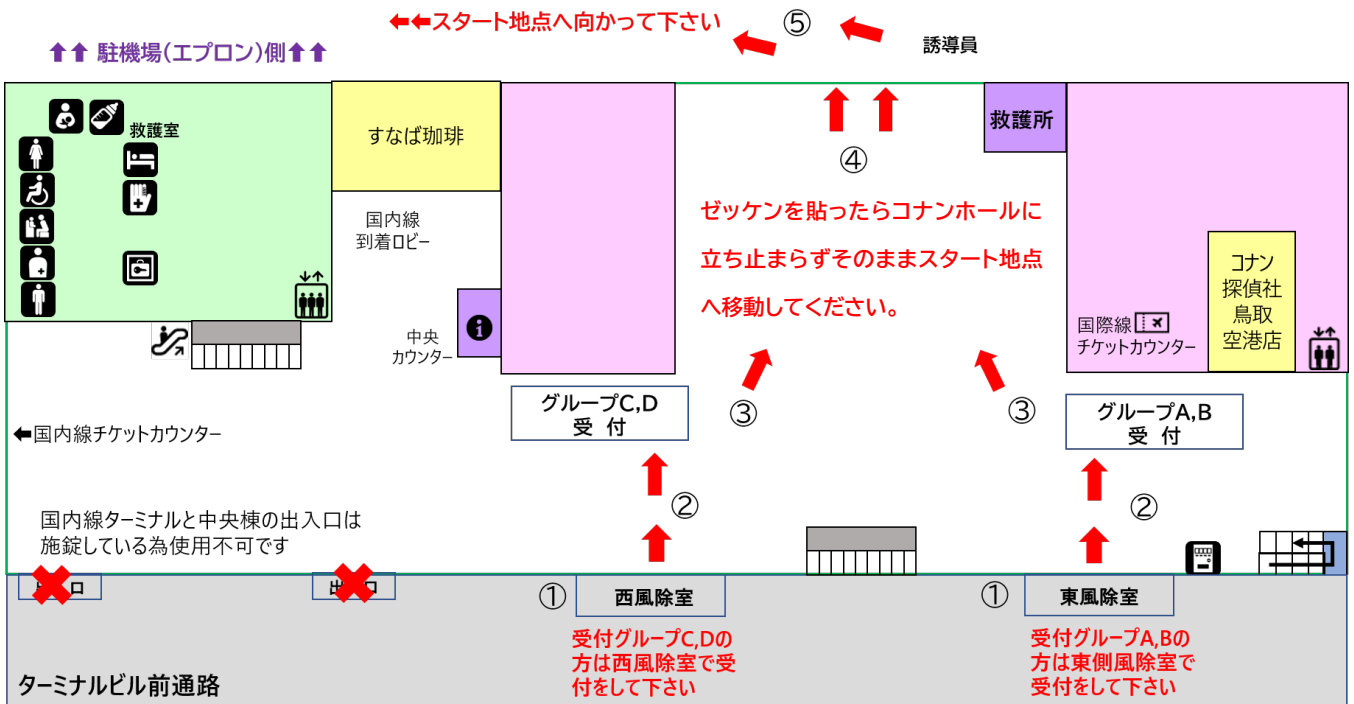 ←←スタート地点へ向かって下さい
⑤
誘導員
↑↑ 駐機場(エプロン)側↑↑
救護室
すなば珈琲
救護所
④
国内線
到着ロビー
ゼッケンを貼ったらコナンホールに
立ち止まらずそのままスタート地点
へ移動してください。
コナン
探偵社
鳥取
空港店
中央
カウンター
国際線
チケットカウンター
グループC,D
受 付
③
③
グループA,B
受 付
←国内線チケットカウンター
②
②
国内線ターミナルと中央棟の出入口は
施錠している為使用不可です
口
出 口
①
西風除室
①
東風除室
受付グループC,Dの
方は西風除室で受
付をして下さい
受付グループA,Bの
方は東側風除室で
受付をして下さい
ターミナルビル前通路